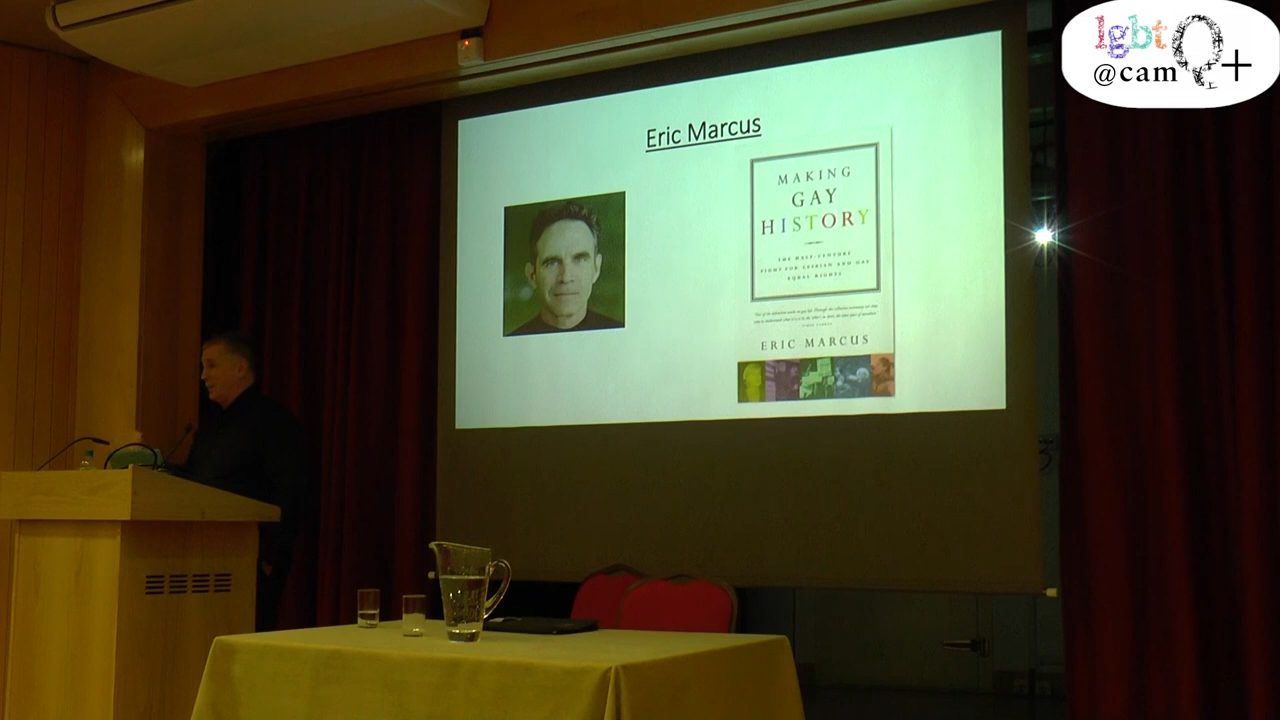 lgbtQ+
@cam
Eric Marcus
MAKING
GAY
HISTORY
THE HALF-CENTURY
FIGHT FOR LESBIAN AND GAY
EQUAL RIGHTS
ERIC MARCUS